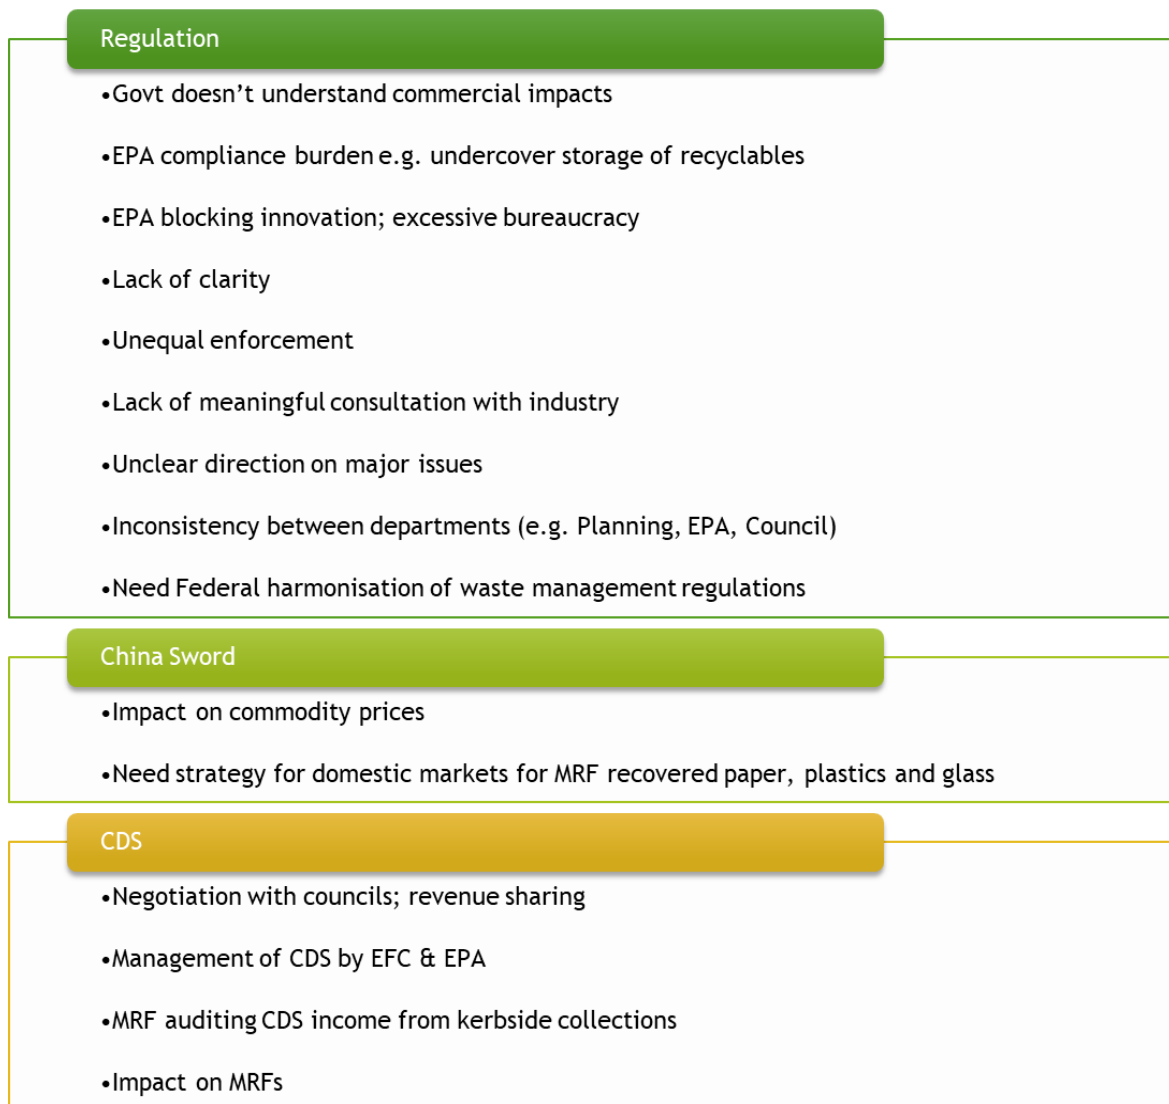 Regulation
•Govt doesn’t understand commercial impacts
•EPA compliance burden e.g. undercover storage of recyclables
•EPA blocking innovation; excessive bureaucracy
•Lack of clarity
•Unequal enforcement
•Lack of meaningful consultation with industry
•Unclear direction on major issues
•Inconsistency between departments (e.g. Planning, EPA, Council)
•Need Federal harmonisation of waste management regulations
China Sword
•Impact on commodity prices
•Need strategy for domestic markets for MRF recovered paper, plastics and glass
CDS
•Negotiation with councils; revenue sharing
•Management of CDS by EFC & EPA
•MRF auditing CDS income from kerbside collections
•Impact on MRFs